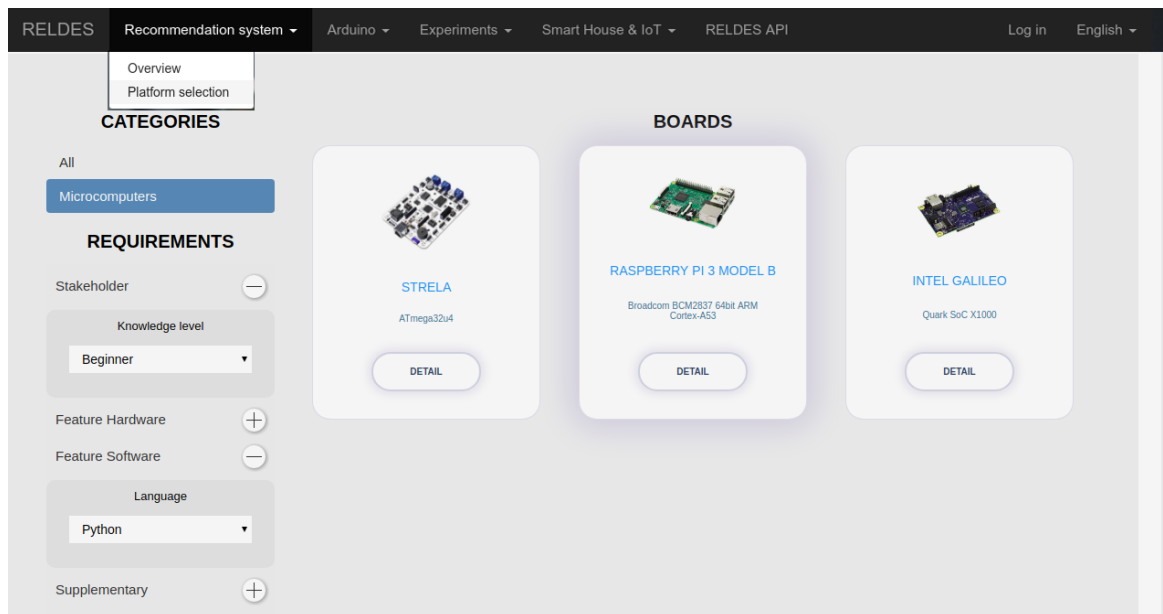 RELDES Recommendation system Arduino Experiments Smart House & IoT RELDES API Log in English
Overview
Platform selection
CATEGORIES
All
Microcomputers
REQUIREMENTS
Stakeholder
Knowledge level
Beginner
Feature Hardware
Feature Software
Language
Python
Supplementary
BOARDS
STRELA
ATmega32u4
DETAIL
RASPBERRY PI 3 MODEL B
Broadcom BCM2837 64bit ARM
Cortex-A53
DETAIL
INTEL GALILEO
Quark SoC X1000
DETAIL